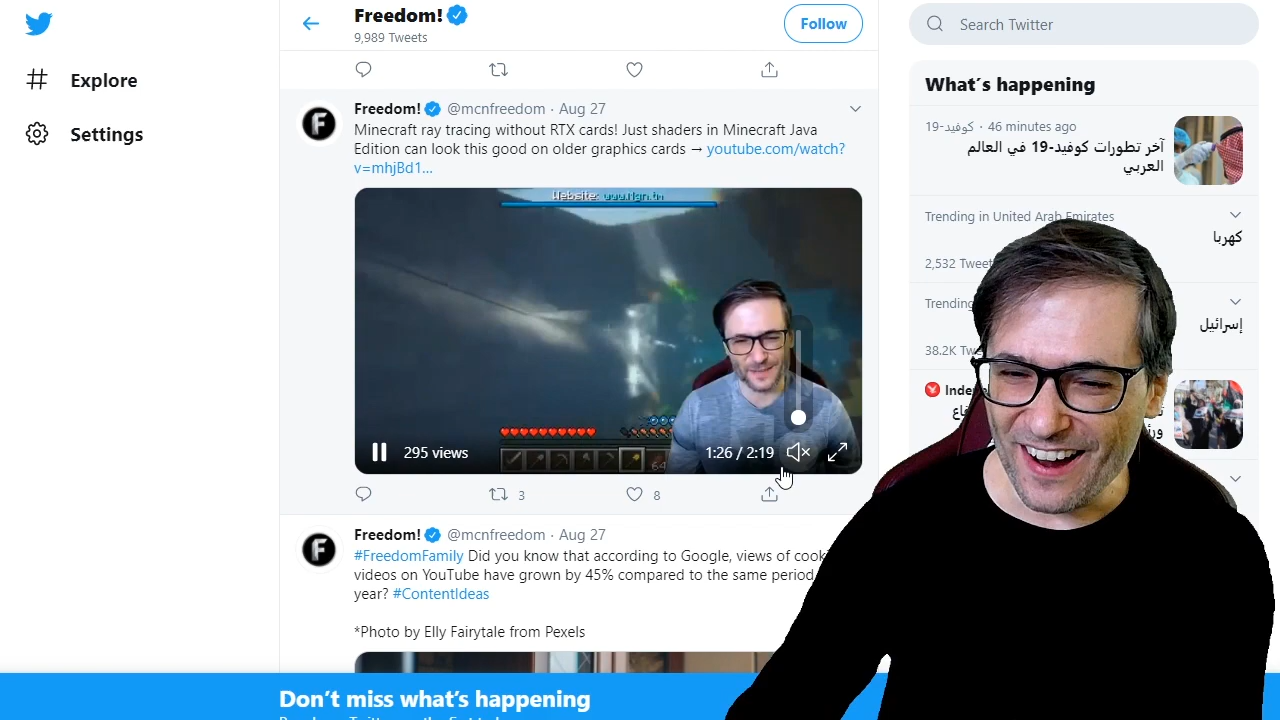 Explore
Settings
Freedom!
9,989 Tweets
Follow
Freedom! @mcnfreedom · Aug 27
Minecraft ray tracing without RTX cards! Just shaders in Minecraft Java
Edition can look this good on older graphics cards → youtube.com/watch?
v=mhjBd1...
Website:
295 views
1:26 / 2:19
64
3
8
Freedom! @mcnfreedom · Aug 27
#FreedomFamily Did you know that according to Google, views of
videos on YouTube have grown by 45% compared to the same period
year? #ContentIdeas
*Photo by Elly Fairytale from Pexels
Search Twitter
What's happening
كوفيد-19 · 46 minutes ago
آخر تطورات كوفيد-19 في العالم
العربي
Trending in United Arab Emirates
كهربا
2,532
Trending
إسرائيل
38.2K
Don't miss what's happening